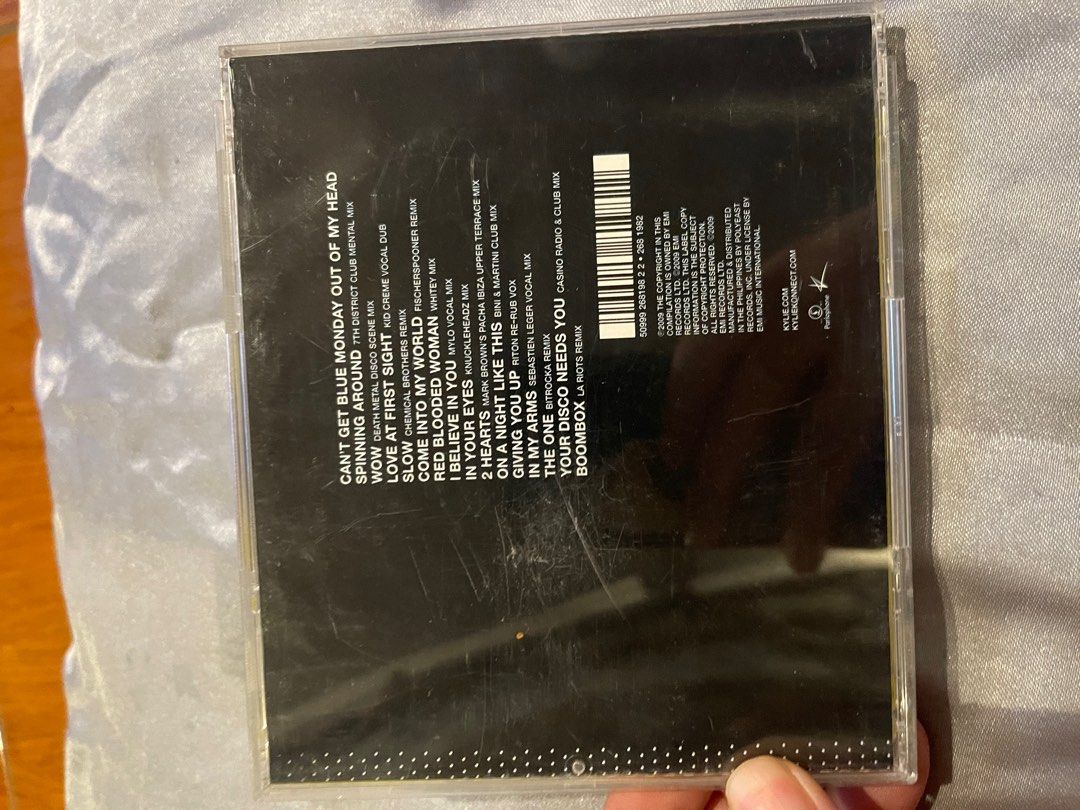 CAN'T GET BLUE MONDAY OUT OF MY HEAD
SPINNING AROUND 7TH DISTRICT CLUB MENTAL MIX
WOW DEATH METAL DISCO SCENE MIX
LOVE AT FIRST SIGHT KID CREME VOCAL DUB
SLOW CHEMICAL BROTHERS REMIX
COME INTO MY WORLD FISCHERSPOONER REMIX
RED BLOODED WOMAN WHITEY MIX
I BELIEVE IN YOU MYLO VOCAL MIX
IN YOUR EYES KNUCKLEHEADZ MIX
2 HEARTS MARK BROWN'S PACHA IBIZA UPPER TERRACE MIX
ON A NIGHT LIKE THIS BINI & MARTINI CLUB MIX
GIVING YOU UP RITON RE-RUB VOX
IN MY ARMS SEBASTIEN LEGER VOCAL MIX
THE ONE BITROCKA REMIX
YOUR DISCO NEEDS YOU CASINO RADIO & CLUB MIX
BOOMBOX LA RIOTS REMIX
50999 268198 2 2 • 268 1982
℗2009 THE COPYRIGHT IN THIS
COMPILATION IS OWNED BY EMI
RECORDS LTD. ©2009 EMI
RECORDS LTD. THIS LABEL COPY
INFORMATION IS THE SUBJECT
OF COPYRIGHT PROTECTION.
ALL RIGHTS RESERVED. ©2009
EMI RECORDS LTD.
MANUFACTURED & DISTRIBUTED
IN THE PHILIPPINES BY POLYEAST
RECORDS, INC. UNDER LICENSE BY
EMI MUSIC INTERNATIONAL.
KYLIE.COM
KYLIEKONNECT.COM
£ K
Parlophone